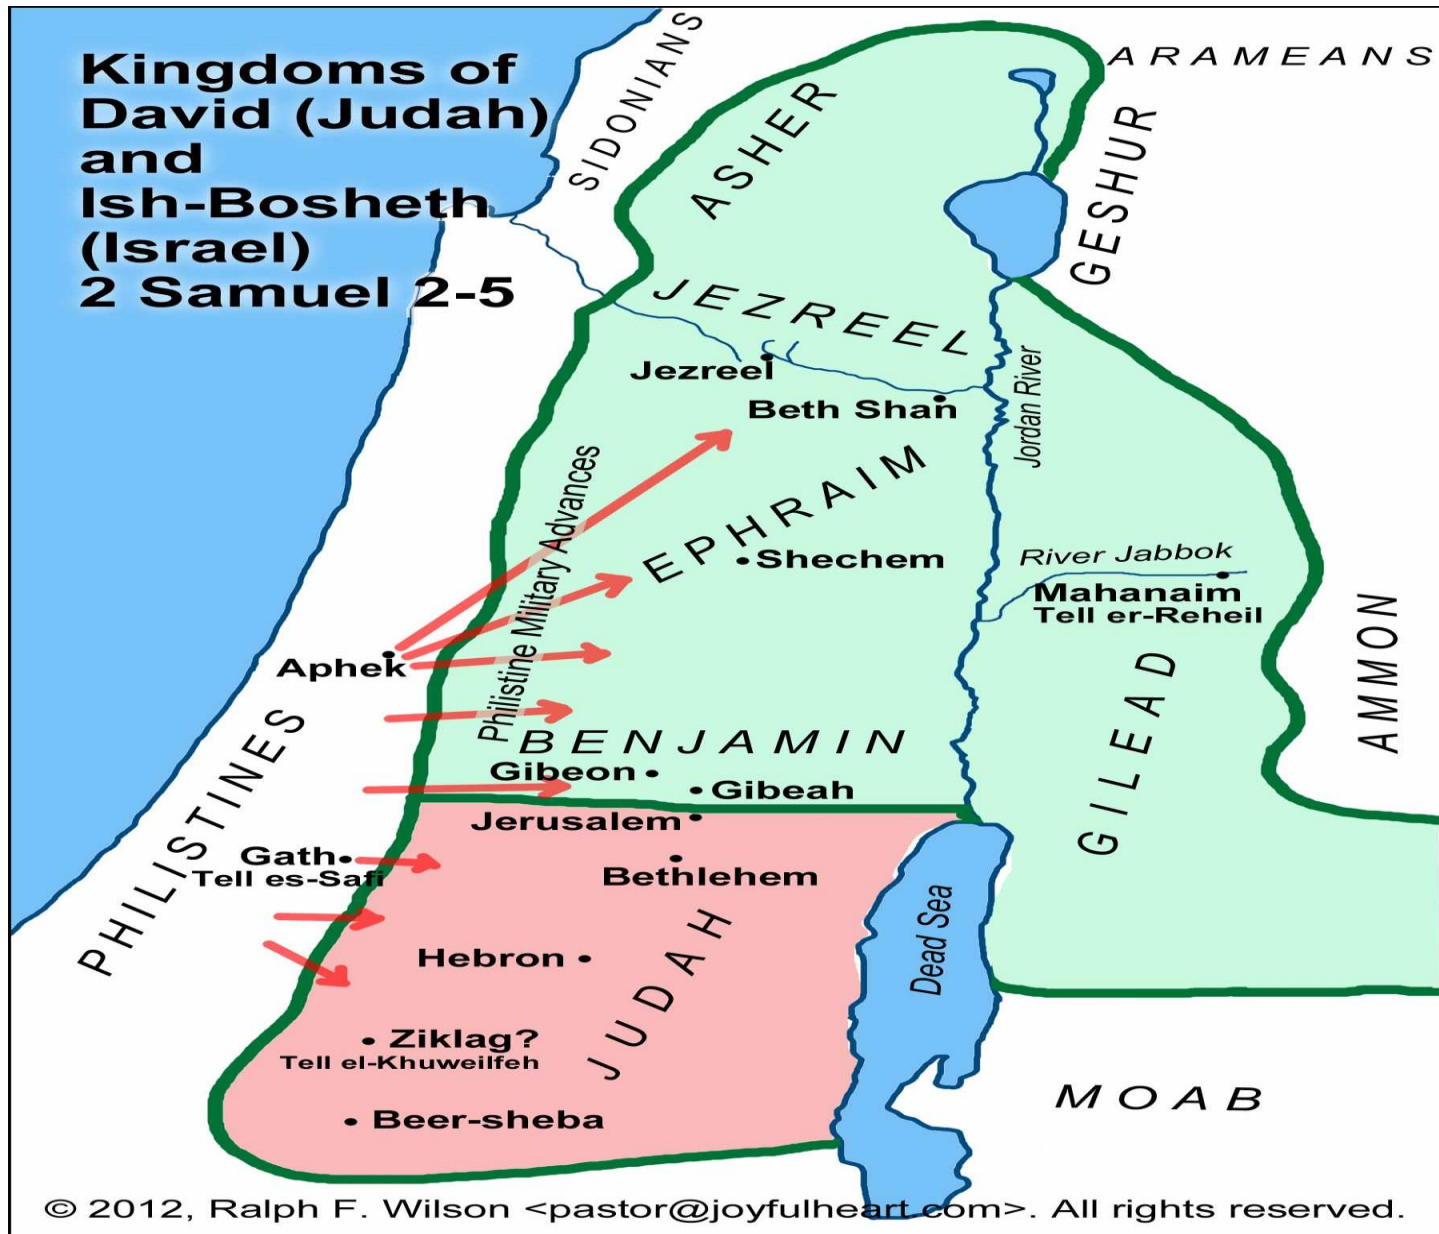 Kingdoms of
David (Judah)
and
Ish-Bosheth
(Israel)
2 Samuel 2-5
SIDONIANS
ARAMEANS
ASHER
GESHUR
JEZREEL
Jezreel
Beth Shan
Jordan River
Philistine Military Advances
EPHRAIM
Shechem
River Jabbok
Mahanaim
Tell er-Reheil
AMMON
Aphek
PHILISTINES
BENJAMIN
GILEAD
Gibeon
Gibeah
Jerusalem
Gath
Tell es-Safi
Bethlehem
Dead Sea
JUDAH
Hebron
Ziklag?
Tell el-Khuweilfeh
MOAB
Beer-sheba
© 2012, Ralph F. Wilson <pastor@joyfulheart.com>. All rights reserved.